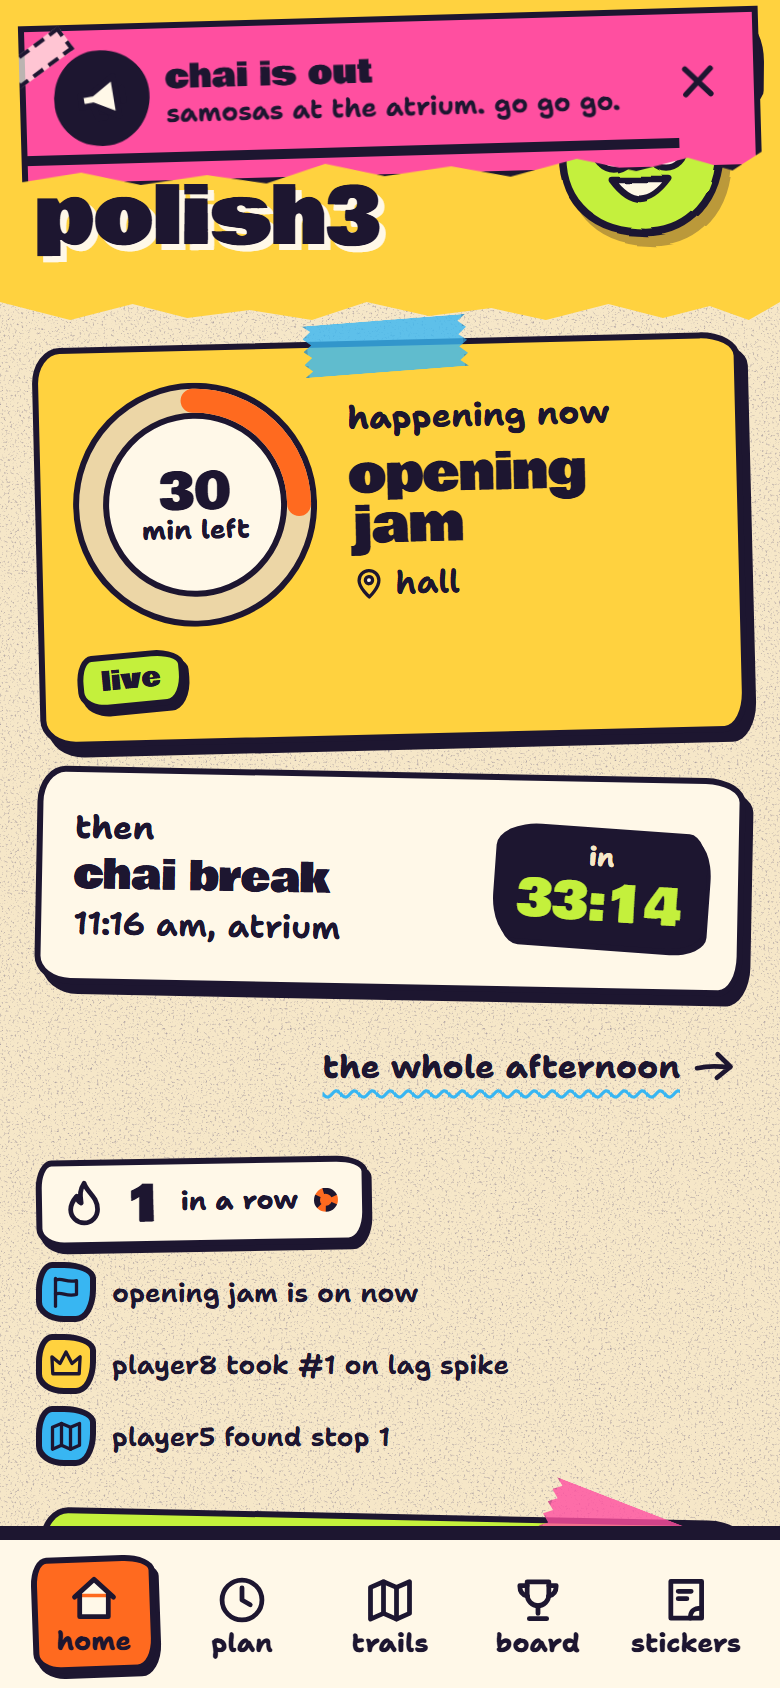 chai is out
samosas at the atrium. go go go.
polish3
30
min left
happening now
opening
jam
hall
live
then
chai break
11:16 am, atrium
in
33:14
the whole afternoon
1 in a row
opening jam is on now
player8 took #1 on lag spike
player5 found stop 1
home
plan
trails
board
stickers